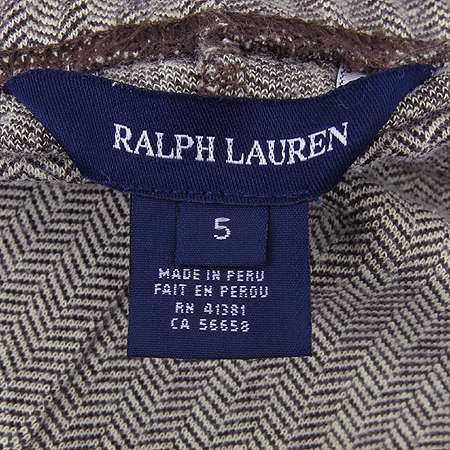 RALPH LAUREN
5
MADE IN PERU
FAIT EN PEROU
RN 41381
CA 56658